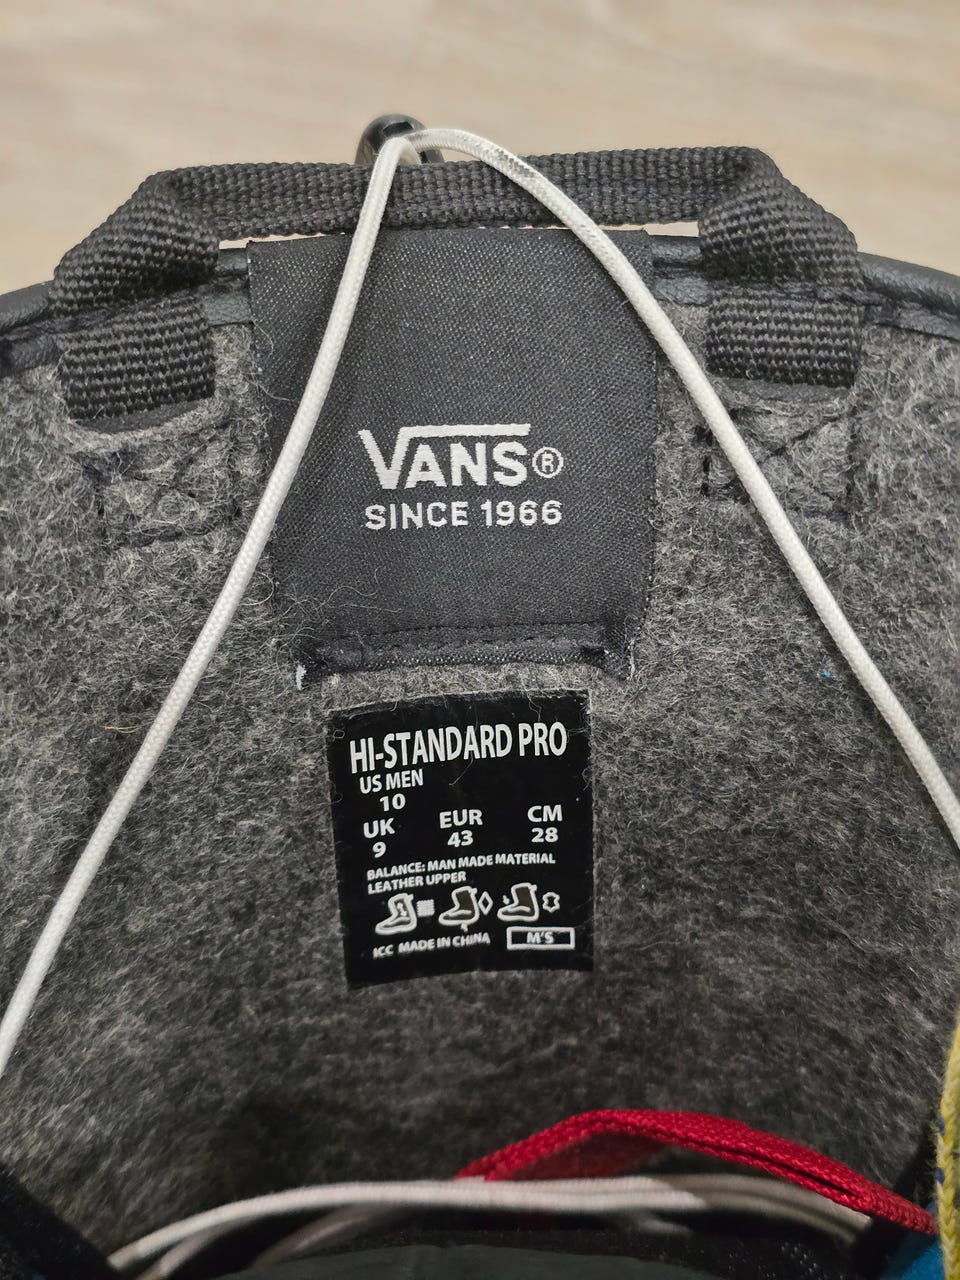 VANS®
SINCE 1966
HI-STANDARD PRO
US MEN
10
UK EUR CM
9 43 28
BALANCE: MAN MADE MATERIAL
LEATHER UPPER
ICC MADE IN CHINA M'S